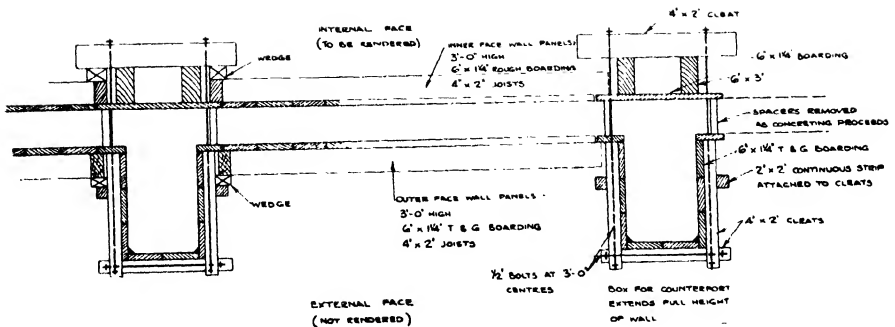 INTERNAL FACE
(TO BE RENDERED)
WEDGE
INNER FACE WALL PANELS:
3'-0" HIGH
6" x 1¼" ROUGH BOARDING
4" x 2" JOISTS
4" x 2" CLEAT
6" x 1¼" BOARDING
6" x 3"
SPACERS REMOVED
AS CONCRETING PROCEEDS
6" x 1¼" T & G BOARDING
2" x 2" CONTINUOUS STRIP
ATTACHED TO CLEATS
4" x 2" CLEATS
WEDGE
OUTER FACE WALL PANELS -
3'-0" HIGH
6" x 1¼" T & G BOARDING
4" x 2" JOISTS
½" BOLTS AT 3'-0"
CENTRES
BOX FOR COUNTERFORT
EXTENDS FULL HEIGHT
OF WALL
EXTERNAL FACE
(NOT RENDERED)